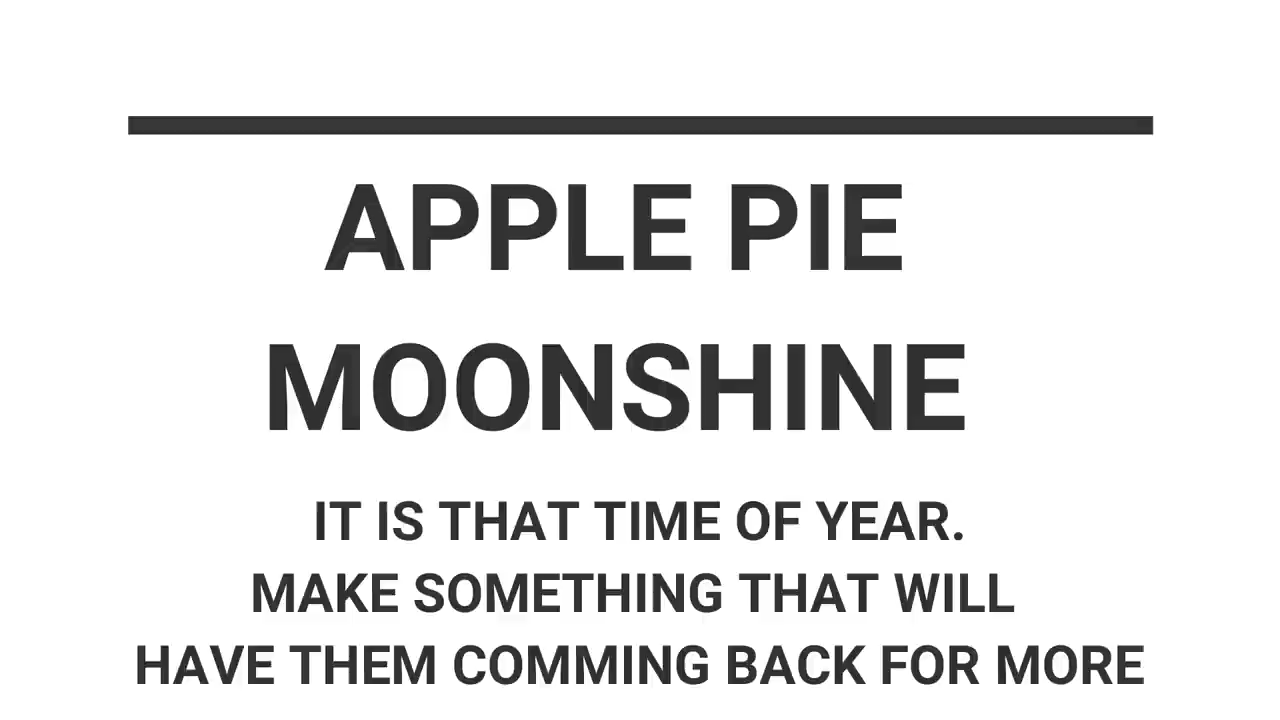 APPLE PIE
MOONSHINE
IT IS THAT TIME OF YEAR.
MAKE SOMETHING THAT WILL
HAVE THEM COMMING BACK FOR MORE